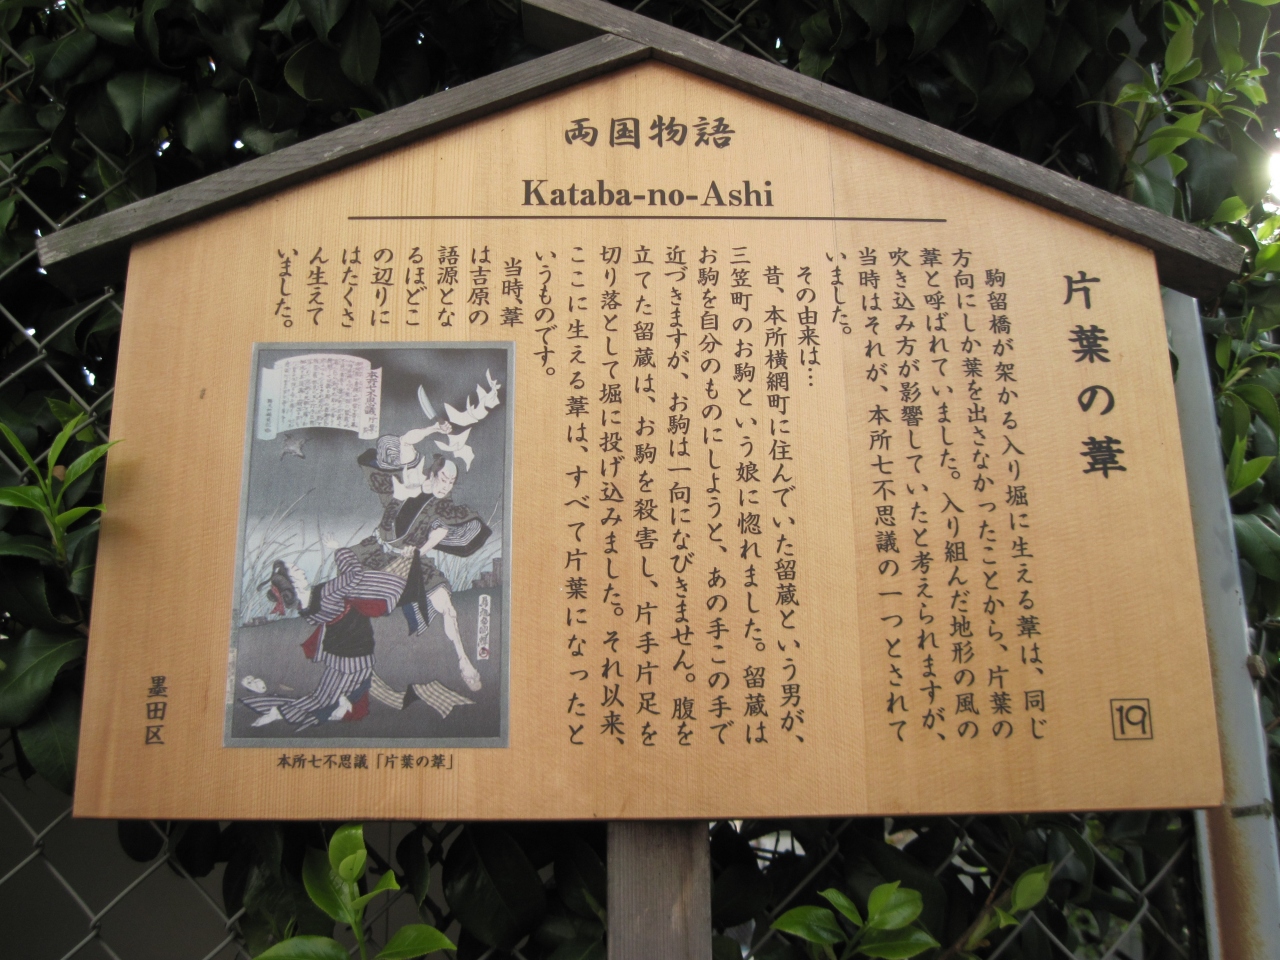 両国物語
Kataba-no-Ashi
片葉の葦
19
駒留橋が架かる入り堀に生える葦は、同じ
方向にしか葉を出さなかったことから、片葉の
葦と呼ばれていました。入り組んだ地形の風の
吹き込み方が影響していたと考えられますが、
当時はそれが、本所七不思議の一つとされて
いました。
その由来は…
昔、本所横網町に住んでいた留蔵という男が、
三笠町のお駒という娘に惚れました。留蔵は
お駒を自分のものにしようと、あの手この手で
近づきますが、お駒は一向になびきません。腹を
立てた留蔵は、お駒を殺害し、片手片足を
切り落として堀に投げ込みました。それ以来、
ここに生える葦は、すべて片葉になったと
いうものです。
当時、葦
は吉原の
語源とな
るほどこ
の辺りに
はたくさ
ん生えて
いました。
本所七不思議「片葉の葦」
墨田区